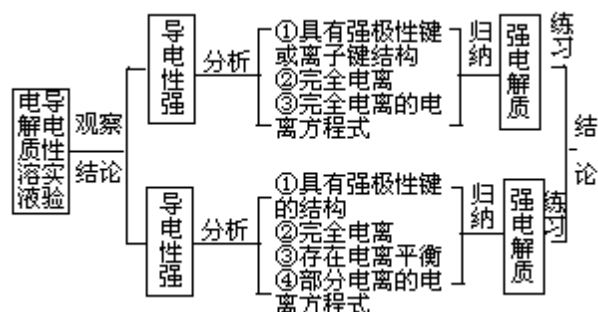 电解质溶液
导电性实验
观察
结论
导电性强
分析
①具有强极性键
或离子键结构
②完全电离
③完全电离的电
离方程式
归纳
强电解质
练习
导电性强
分析
①具有强极性键
的结构
②完全电离
③存在电离平衡
④部分电离的电
离方程式
归纳
强电解质
练习
结论